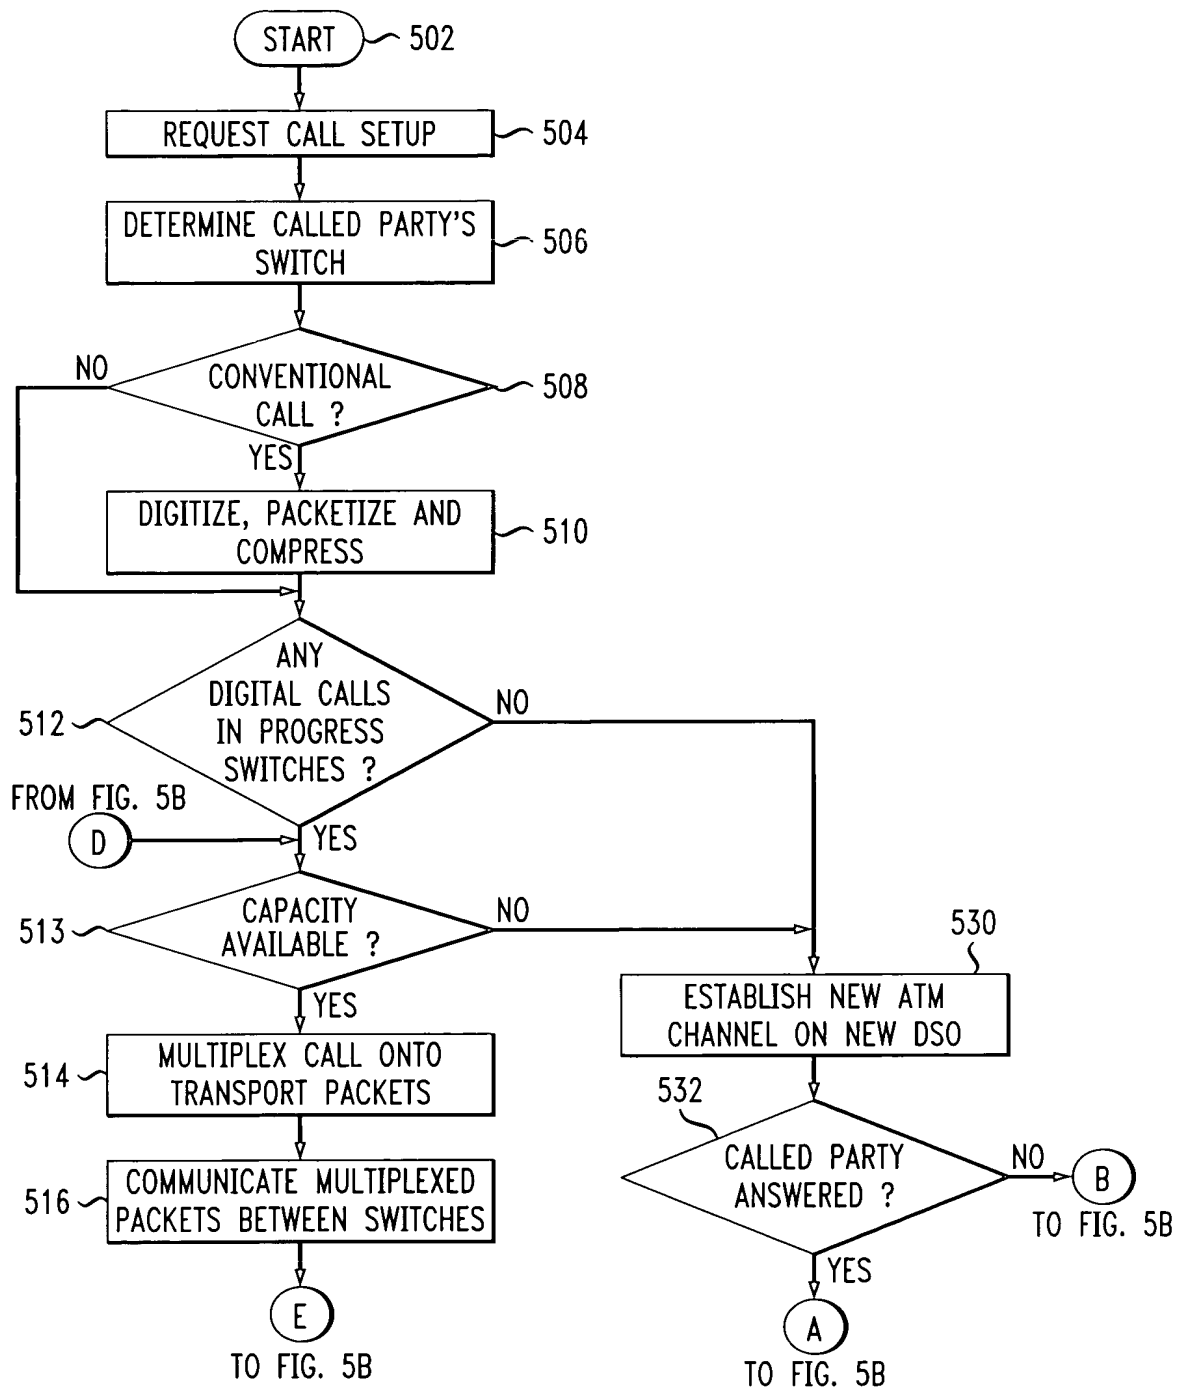 START
502
REQUEST CALL SETUP
504
DETERMINE CALLED PARTY'S
SWITCH
506
NO
CONVENTIONAL
CALL ?
508
YES
DIGITIZE, PACKETIZE AND
COMPRESS
510
ANY
DIGITAL CALLS
IN PROGRESS
SWITCHES ?
512
NO
FROM FIG. 5B
D
YES
CAPACITY
AVAILABLE ?
513
NO
530
YES
ESTABLISH NEW ATM
CHANNEL ON NEW DSO
MULTIPLEX CALL ONTO
TRANSPORT PACKETS
514
532
CALLED PARTY
ANSWERED ?
NO
B
TO FIG. 5B
COMMUNICATE MULTIPLEXED
PACKETS BETWEEN SWITCHES
516
YES
E
TO FIG. 5B
A
TO FIG. 5B